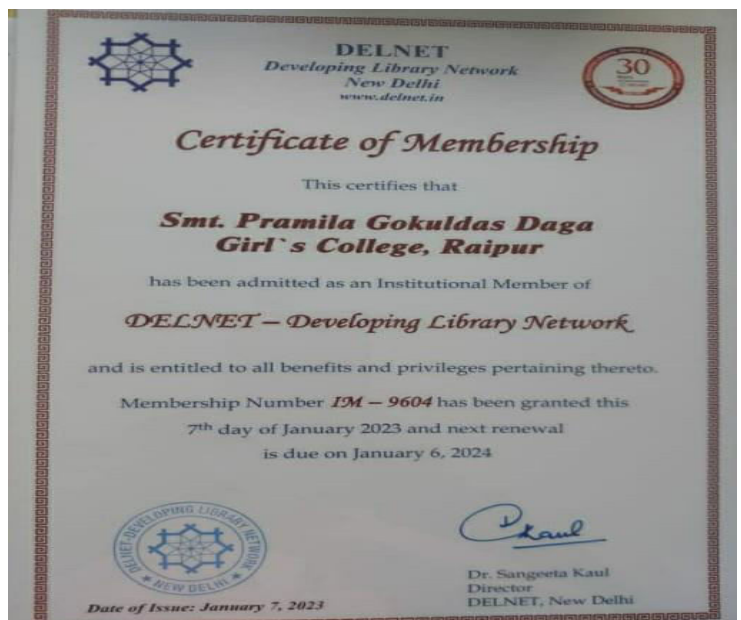 DELNET
Developing Library Network
New Delhi
www.delnet.in
30
Certificate of Membership
This certifies that
Smt. Pramila Gokuldas Daga
Girl`s College, Raipur
has been admitted as an Institutional Member of
DELNET – Developing Library Network
and is entitled to all benefits and privileges pertaining thereto.
Membership Number IM – 9604 has been granted this
7th day of January 2023 and next renewal
is due on January 6, 2024
DELNET-DEVELOPING LIBRARY NETWORK
NEW DELHI
Kaul
Dr. Sangeeta Kaul
Director
DELNET, New Delhi
Date of Issue: January 7, 2023